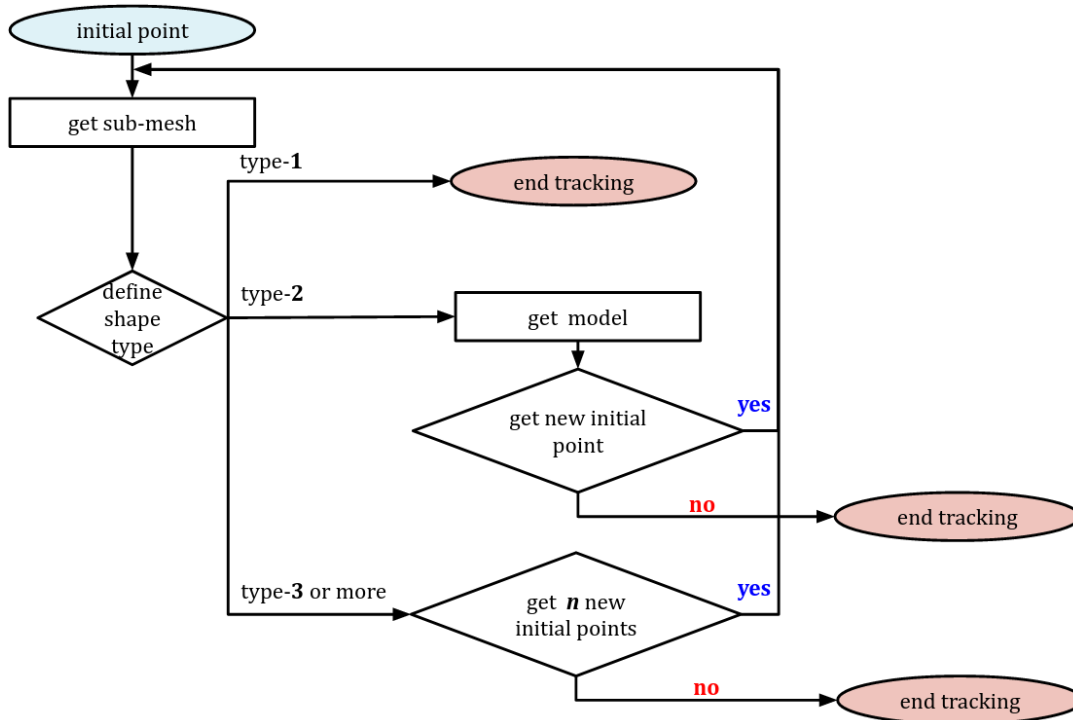 initial point
get sub-mesh
type-1
end tracking
define
shape
type
type-2
get model
get new initial
point
yes
no
end tracking
type-3 or more
get n new
initial points
yes
no
end tracking